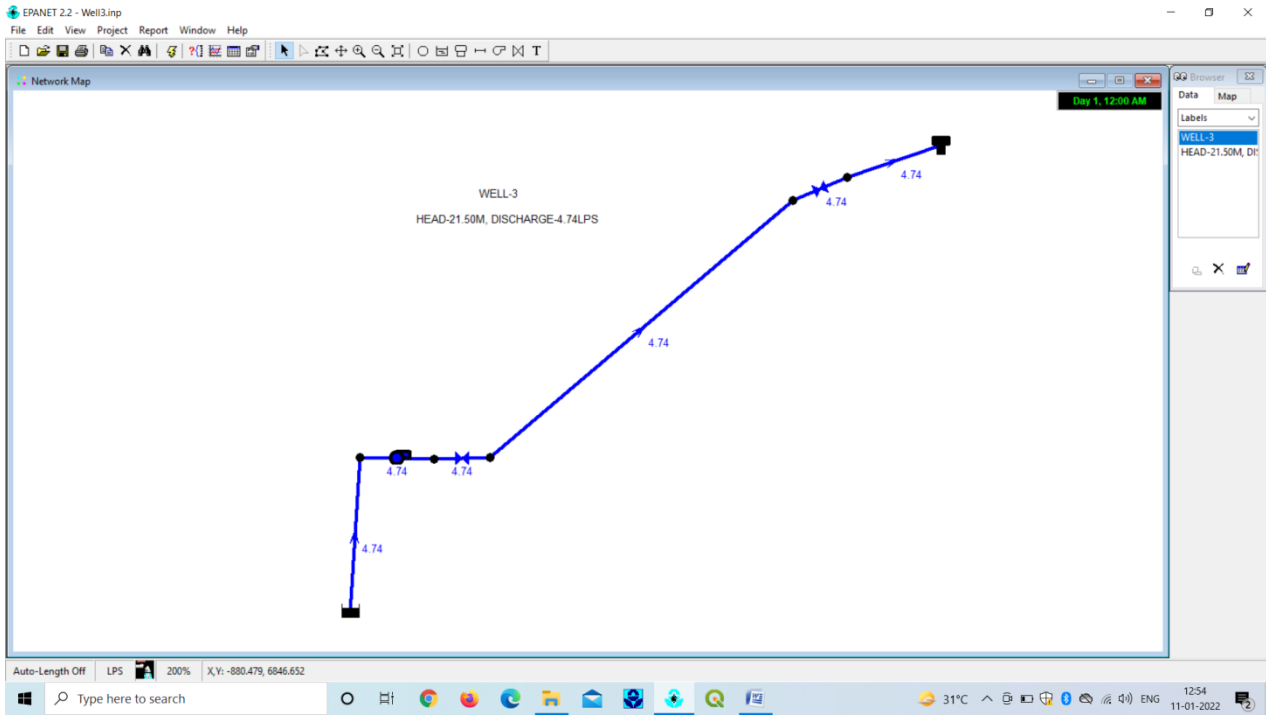 EPANET 2.2 - Well3.inp
File Edit View Project Report Window Help
T
Network Map
Day 1, 12:00 AM
Browser
Data Map
Labels
WELL-3
HEAD-21.50M, DI
WELL-3
HEAD-21.50M, DISCHARGE-4.74LPS
4.74
4.74
4.74
4.74 4.74
4.74
Auto-Length Off LPS 200% X,Y: -880.479, 6846.652
Type here to search
31°C ENG
12:54
11-01-2022
2